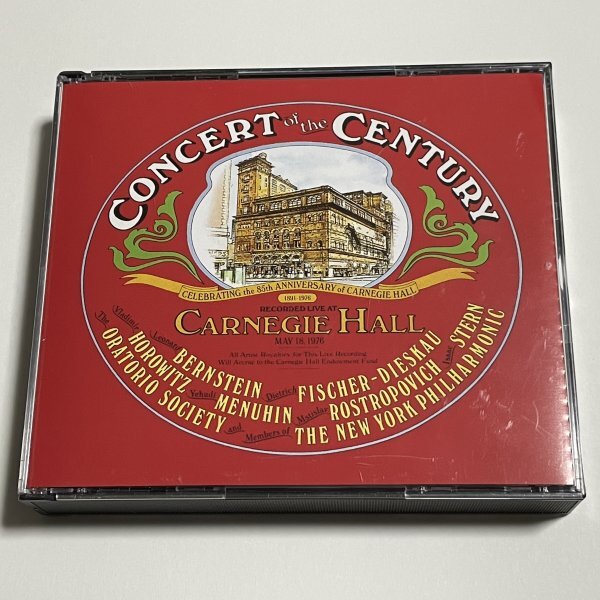 CONCERT of the CENTURY
CELEBRATING the 85th ANNIVERSARY of CARNEGIE HALL
1891-1976
RECORDED LIVE AT
CARNEGIE HALL
MAY 18, 1976
All Artist Royalties for This Live Recording
Will Accrue to the Carnegie Hall Endowment Fund
Leonard BERNSTEIN Dietrich FISCHER-DIESKAU Isaac STERN
Vladimir HOROWITZ Yehudi MENUHIN Mstislav ROSTROPOVICH
The ORATORIO SOCIETY and Members of THE NEW YORK PHILHARMONIC